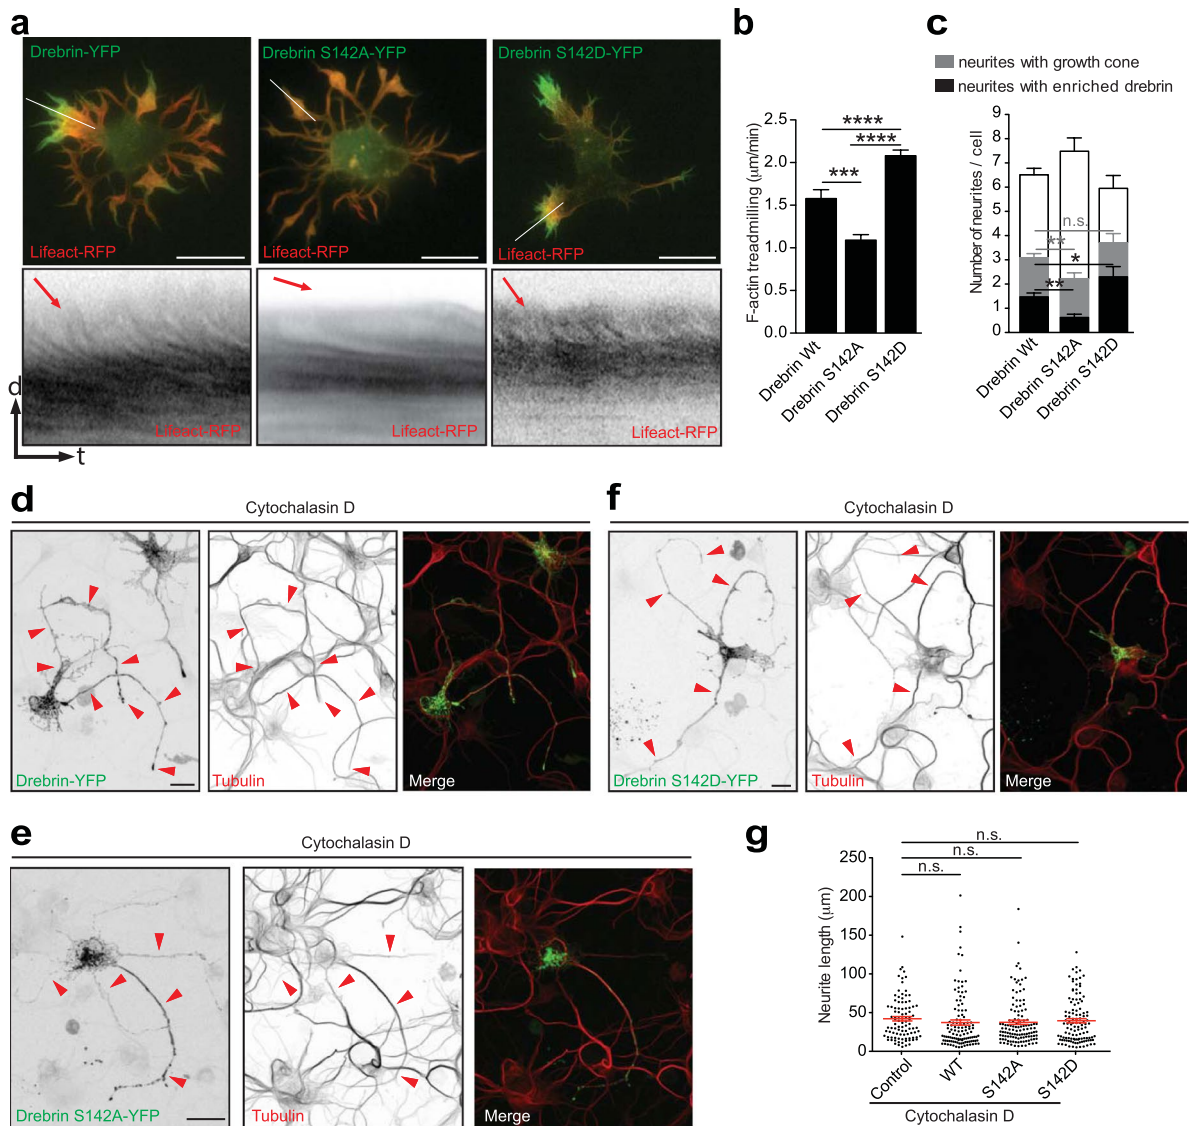 a
Drebrin-YFP
Drebrin S142A-YFP
Drebrin S142D-YFP
Lifeact-RFP
Lifeact-RFP
Lifeact-RFP
Lifeact-RFP
Lifeact-RFP
Lifeact-RFP
d
t
b
F-actin treadmilling (μm/min)
2.5
2.0
1.5
1.0
0.5
0.0
****
****
***
Drebrin Wt
Drebrin S142A
Drebrin S142D
c
neurites with growth cone
neurites with enriched drebrin
Number of neurites / cell
9
8
7
6
5
4
3
2
1
0
n.s.
**
*
**
Drebrin Wt
Drebrin S142A
Drebrin S142D
d
Cytochalasin D
Drebrin-YFP
Tubulin
Merge
f
Cytochalasin D
Drebrin S142D-YFP
Tubulin
Merge
e
Cytochalasin D
Drebrin S142A-YFP
Tubulin
Merge
g
Neurite length (μm)
250
200
150
100
50
0
n.s.
n.s.
n.s.
Control
WT
S142A
S142D
Cytochalasin D